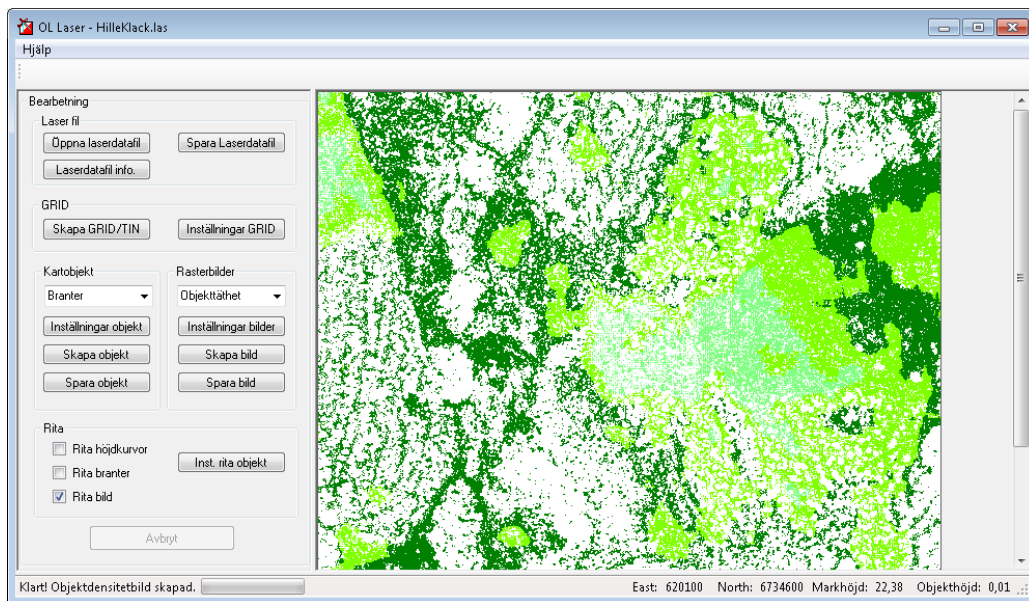 OL Laser - HilleKlack.las
Hjälp
Bearbetning
Laser fil
Öppna laserdatafil
Spara Laserdatafil
Laserdatafil info.
GRID
Skapa GRID/TIN
Inställningar GRID
Kartobjekt
Rasterbilder
Branter
Objekttäthet
Inställningar objekt
Inställningar bilder
Skapa objekt
Skapa bild
Spara objekt
Spara bild
Rita
Rita höjdkurvor
Rita branter
Inst. rita objekt
Rita bild
Avbryt
Klart! Objektdensitetbild skapad.
East: 620100 North: 6734600 Markhöjd: 22,38 Objekthöjd: 0,01